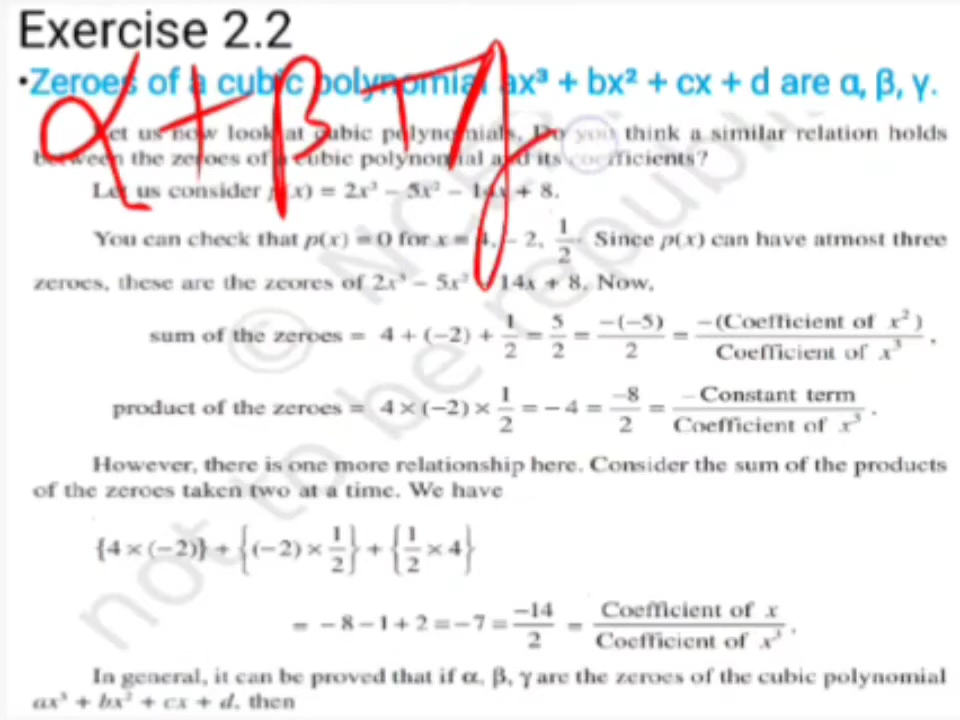 Exercise 2.2
•Zeroes of a cubic polynomial ax³ + bx² + cx + d are α, β, γ.
α + β + γ
Let us now look at cubic polynomials. Do you think a similar relation holds
between the zeroes of a cubic polynomial and its coefficients?
Let us consider p(x) = 2x³ – 5x² – 14x + 8.
You can check that p(x) = 0 for x = 4, – 2, 1/2. Since p(x) can have atmost three
zeroes, these are the zeores of 2x³ – 5x² – 14x + 8. Now,
sum of the zeroes = 4 + (–2) + 1/2 = 5/2 = –(–5)/2 = –(Coefficient of x²)/Coefficient of x³ .
product of the zeroes = 4 × (–2) × 1/2 = – 4 = –8/2 = – Constant term/Coefficient of x³ .
However, there is one more relationship here. Consider the sum of the products
of the zeroes taken two at a time. We have
{4 × (–2)} + {(–2) × 1/2} + {1/2 × 4}
= – 8 – 1 + 2 = – 7 = –14/2 = Coefficient of x/Coefficient of x³ .
In general, it can be proved that if α, β, γ are the zeroes of the cubic polynomial
ax³ + bx² + cx + d, then
© NCERT
not to be republi